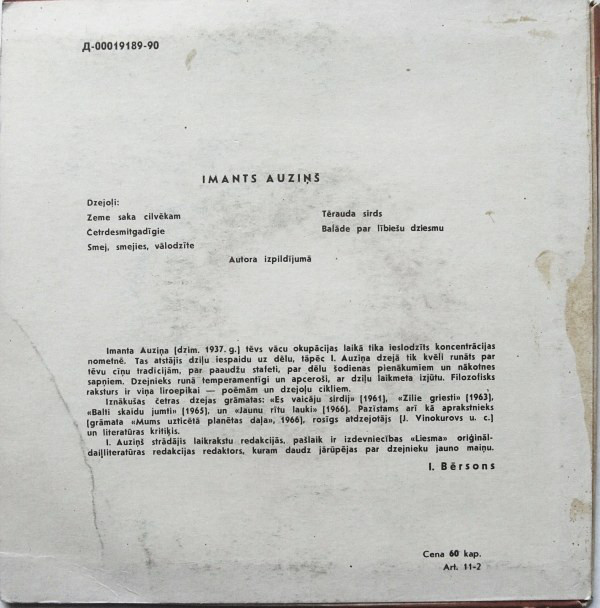 Д-00019189-90
IMANTS AUZIŅŠ
Dzejoļi:
Zeme saka cilvēkam
Četrdesmitgadīgie
Smej, smejies, vālodzīte
Tērauda sirds
Balāde par lībiešu dziesmu
Autora izpildījumā
Imanta Auziņa [dzim. 1937. g.] tēvs vācu okupācijas laikā tika ieslodzīts koncentrācijas
nometnē. Tas atstājis dziļu iespaidu uz dēlu, tāpēc I. Auziņa dzejā tik kvēli runāts par
tēvu cīņu tradīcijām, par paaudžu stafeti, par dēlu šodienas pienākumiem un nākotnes
sapņiem. Dzejnieks runā temperamentīgi un apceroši, ar dziļu laikmeta izjūtu. Filozofisks
raksturs ir viņa liroepikai — poēmām un dzejoļu cikliem.
Iznākušas četras dzejas grāmatas: «Es vaicāju sirdij» [1961], «Zilie griesti» [1963],
«Balti skaidu jumti» [1965], un «Jaunu rītu lauki» [1966]. Pazīstams arī kā aprakstnieks
[grāmata «Mums uzticētā planētas daļa», 1966], rosīgs atdzejotājs [J. Vinokurovs u. c.]
un literatūras kritiķis.
I. Auziņš strādājis laikrakstu redakcijās, pašlaik ir izdevniecības «Liesma» oriģināl-
daiļliteratūras redakcijas redaktors, kuram daudz jārūpējas par dzejnieku jauno maiņu.
I. Bērsons
Cena 60 kap.
Art. 11-2